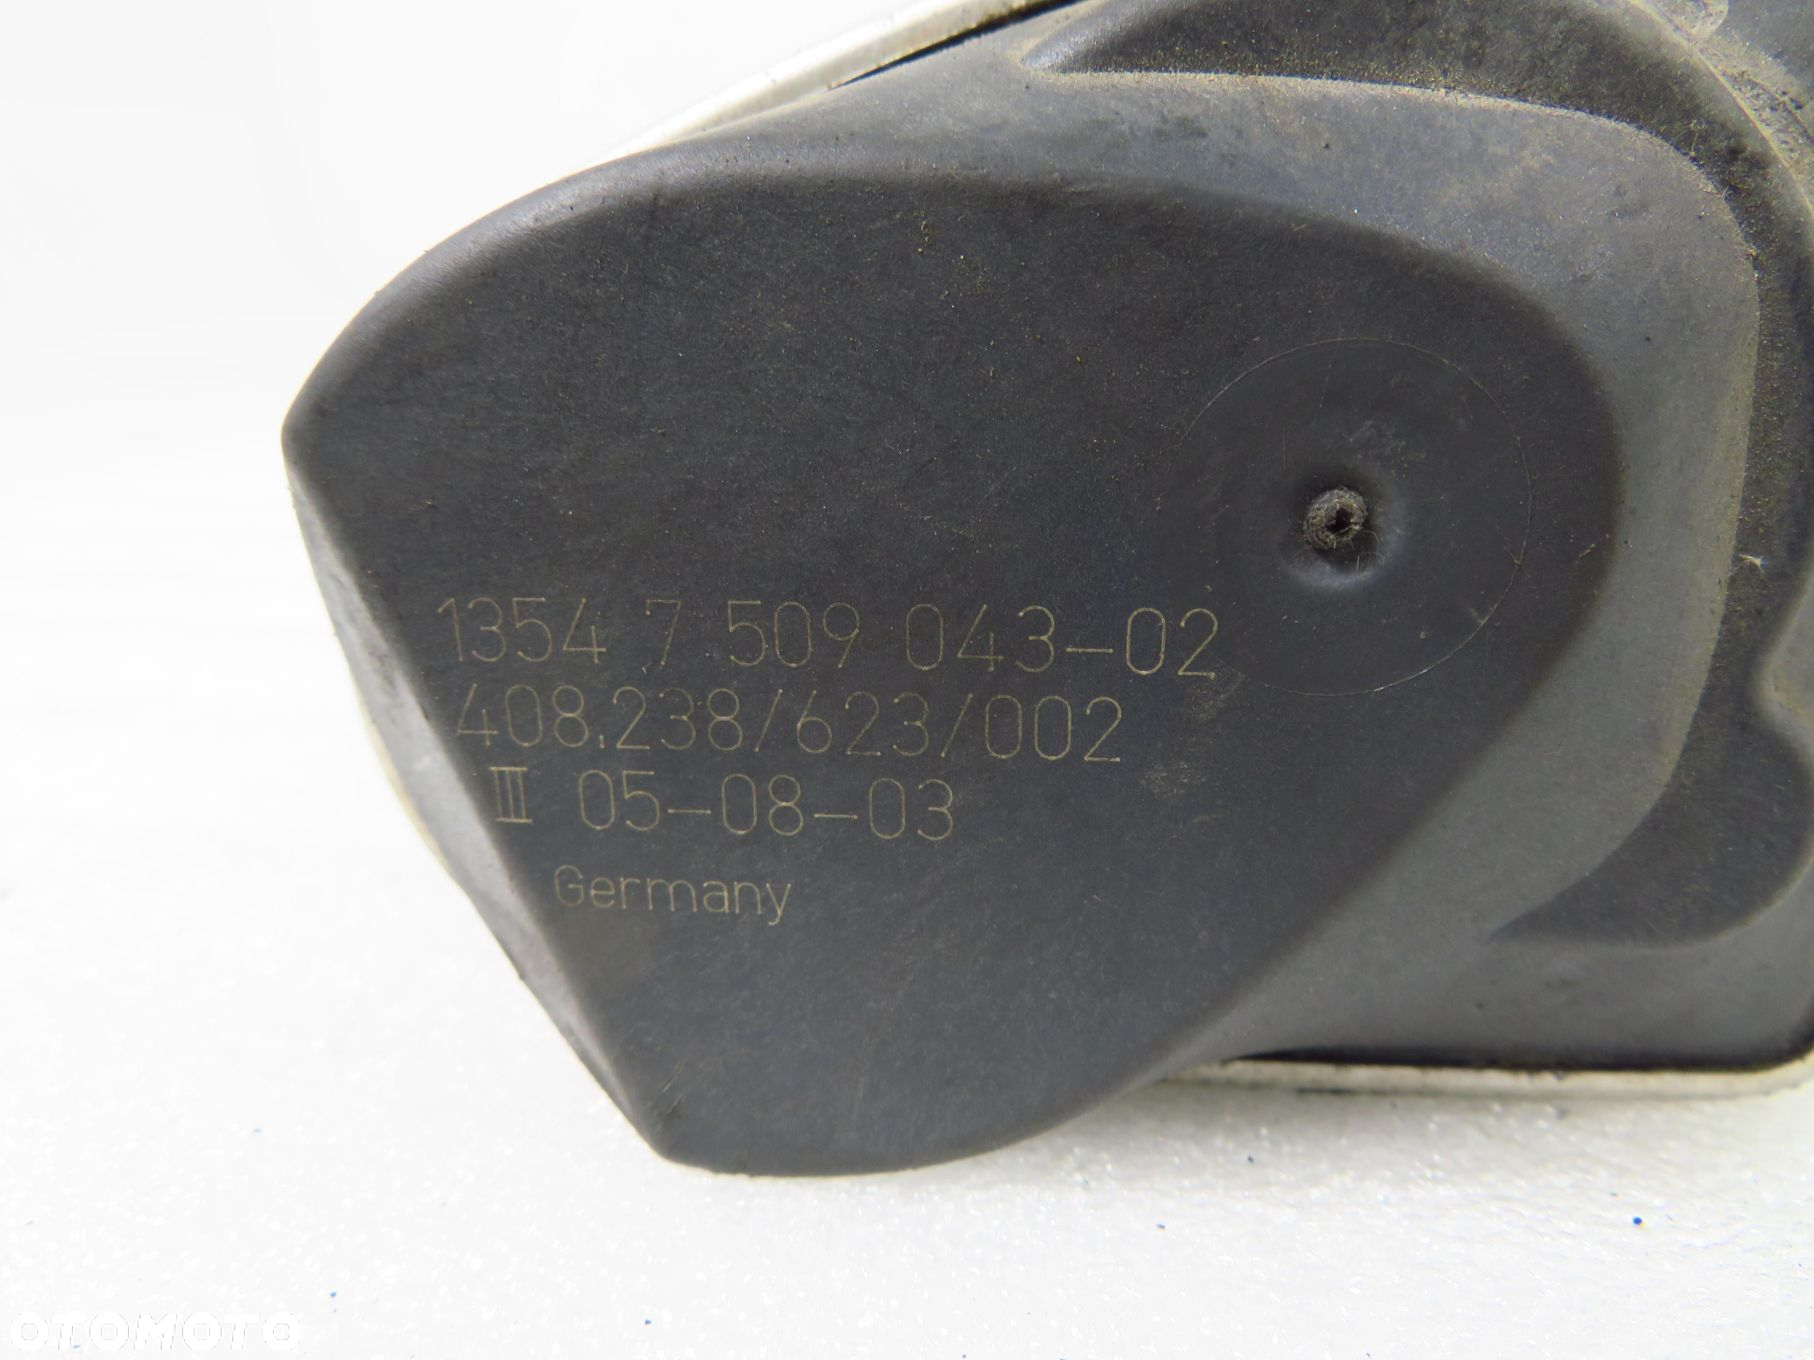 1354 7 509 043-02
408.238/623/002
III 05-08-03
Germany
OTOMOTO